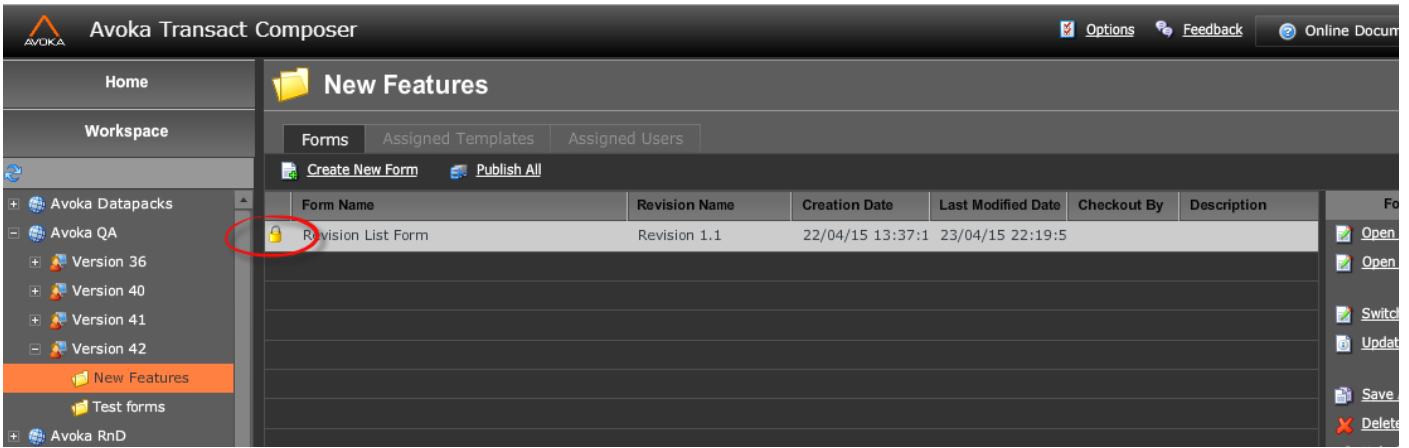 AVOKA Avoka Transact Composer Options Feedback Online Docum
Home
New Features
Workspace
Forms Assigned Templates Assigned Users
Create New Form Publish All
Form Name Revision Name Creation Date Last Modified Date Checkout By Description Fo
Avoka Datapacks
Revision List Form Revision 1.1 22/04/15 13:37:1 23/04/15 22:19:5 Open
Avoka QA
Version 36 Open
Version 40
Version 41 Switch
Version 42 Updat
New Features
Test forms Save
Avoka RnD Delete